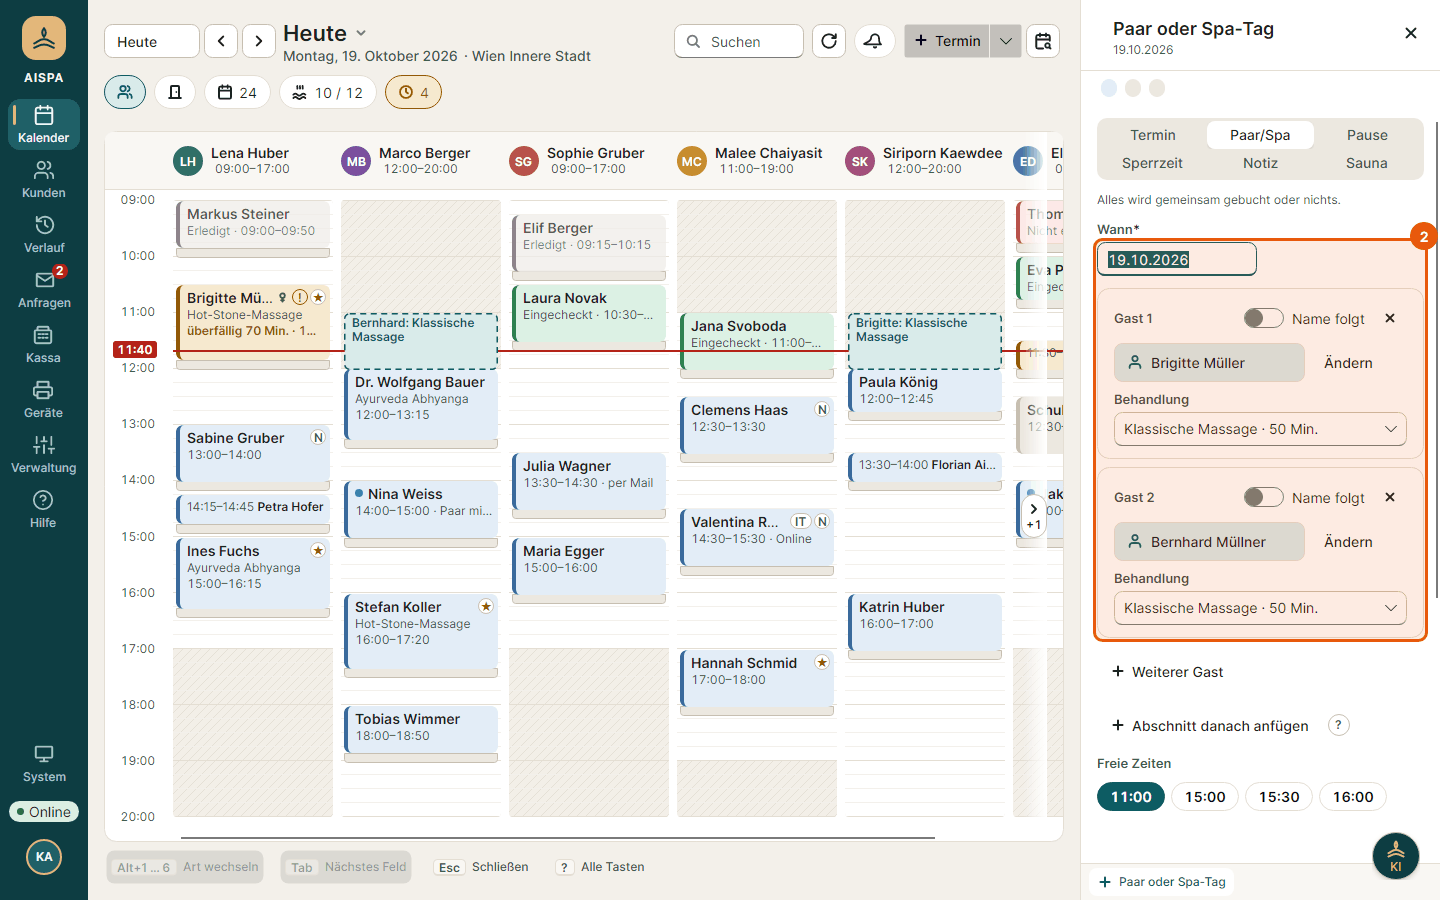 AISPA
Kalender
Kunden
Verlauf
2
Anfragen
Kassa
Geräte
Verwaltung
Hilfe
System
Online
KA
Heute
Heute
Montag, 19. Oktober 2026 · Wien Innere Stadt
Suchen
Termin
24
10 / 12
4
LH
Lena Huber
09:00–17:00
MB
Marco Berger
12:00–20:00
SG
Sophie Gruber
09:00–17:00
MC
Malee Chaiyasit
11:00–19:00
SK
Siriporn Kaewdee
12:00–20:00
ED
09:00
10:00
11:00
11:40
12:00
13:00
14:00
15:00
16:00
17:00
18:00
19:00
20:00
Markus Steiner
Erledigt · 09:00–09:50
Brigitte Mü...
Hot-Stone-Massage
überfällig 70 Min. · 1...
Sabine Gruber
N
13:00–14:00
14:15–14:45 Petra Hofer
Ines Fuchs
Ayurveda Abhyanga
15:00–16:15
Bernhard: Klassische
Massage
Dr. Wolfgang Bauer
Ayurveda Abhyanga
12:00–13:15
Nina Weiss
14:00–15:00 · Paar mi...
Stefan Koller
Hot-Stone-Massage
16:00–17:20
Tobias Wimmer
18:00–18:50
Elif Berger
Erledigt · 09:15–10:15
Laura Novak
Eingecheckt · 10:30–...
Julia Wagner
13:30–14:30 · per Mail
Maria Egger
15:00–16:00
Jana Svoboda
Eingecheckt · 11:00–...
Clemens Haas
N
12:30–13:30
Valentina R...
IT
N
14:30–15:30 · Online
Hannah Schmid
17:00–18:00
Brigitte: Klassische
Massage
Paula König
12:00–12:45
13:30–14:00 Florian Ai...
Katrin Huber
16:00–17:00
+1
Alt+1 … 6
Art wechseln
Tab
Nächstes Feld
Esc
Schließen
?
Alle Tasten
Paar oder Spa-Tag
19.10.2026
Termin
Paar/Spa
Pause
Sperrzeit
Notiz
Sauna
Alles wird gemeinsam gebucht oder nichts.
Wann*
2
19.10.2026
Gast 1
Name folgt
Brigitte Müller
Ändern
Behandlung
Klassische Massage · 50 Min.
Gast 2
Name folgt
Bernhard Müllner
Ändern
Behandlung
Klassische Massage · 50 Min.
Weiterer Gast
Abschnitt danach anfügen
?
Freie Zeiten
11:00
15:00
15:30
16:00
KI
Paar oder Spa-Tag